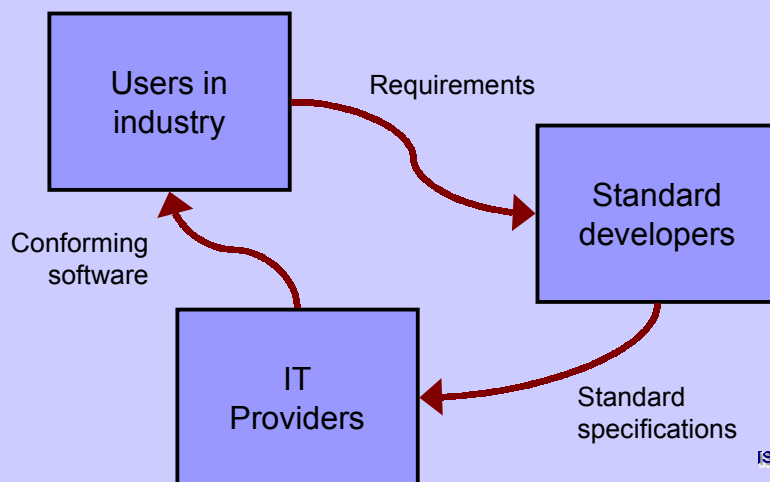 Users in
industry
Requirements
Standard
developers
Conforming
software
IT
Providers
Standard
specifications